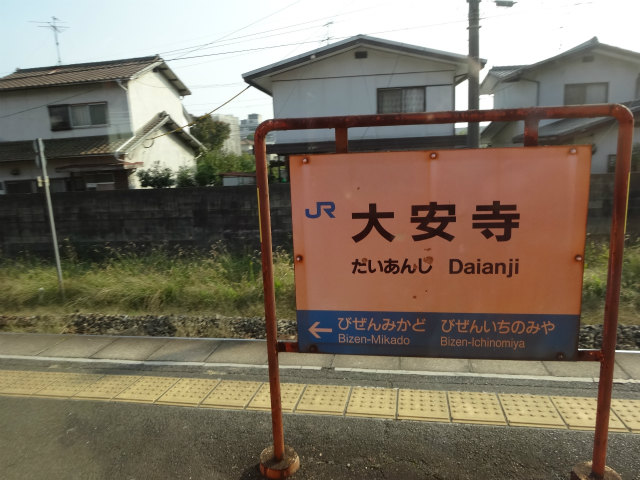 JR 大安寺
だいあんじ Daianji
← びぜんみかど びぜんいちのみや
Bizen-Mikado Bizen-Ichinomiya